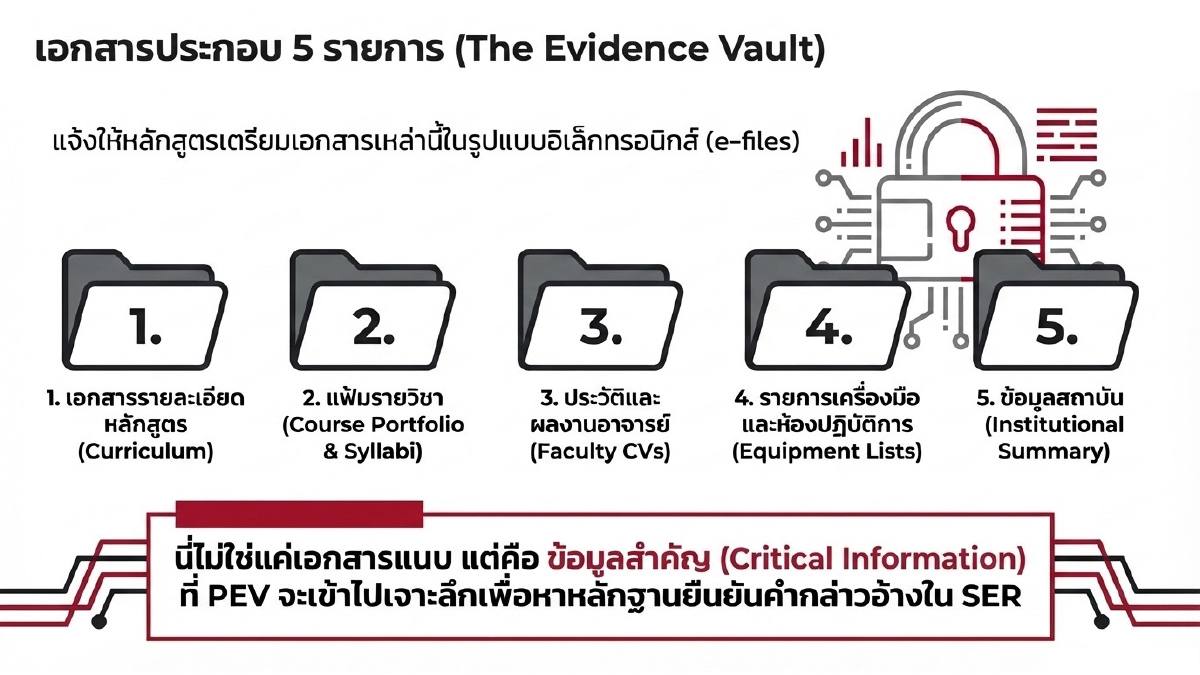 เอกสารประกอบ 5 รายการ (The Evidence Vault)
แจ้งให้หลักสูตรเตรียมเอกสารเหล่านี้ในรูปแบบอิเล็กทรอนิกส์ (e-files)
1.
2.
3.
4.
5.
1. เอกสารรายละเอียด
หลักสูตร
(Curriculum)
2. แฟ้มรายวิชา
(Course Portfolio
& Syllabi)
3. ประวัติและ
ผลงานอาจารย์
(Faculty CVs)
4. รายการเครื่องมือ
และห้องปฏิบัติการ
(Equipment Lists)
5. ข้อมูลสถาบัน
(Institutional
Summary)
นี่ไม่ใช่แค่เอกสารแนบ แต่คือ ข้อมูลสำคัญ (Critical Information)
ที่ PEV จะเข้าไปเจาะลึกเพื่อหาหลักฐานยืนยันคำกล่าวอ้างใน SER